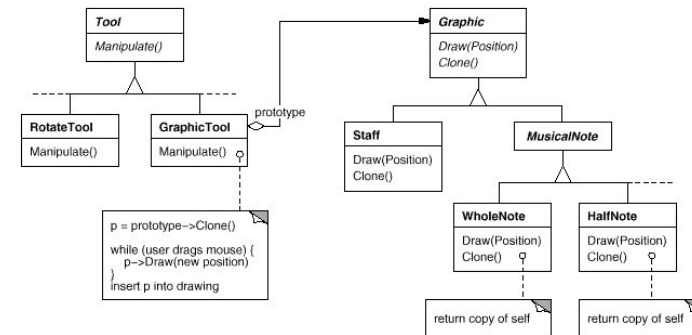 Tool
Manipulate()
Graphic
Draw(Position)
Clone()
prototype
RotateTool
Manipulate()
GraphicTool
Manipulate()
Staff
Draw(Position)
Clone()
MusicalNote
p = prototype–>Clone()
while (user drags mouse) {
p–>Draw(new position)
}
insert p into drawing
WholeNote
Draw(Position)
Clone()
HalfNote
Draw(Position)
Clone()
return copy of self
return copy of self